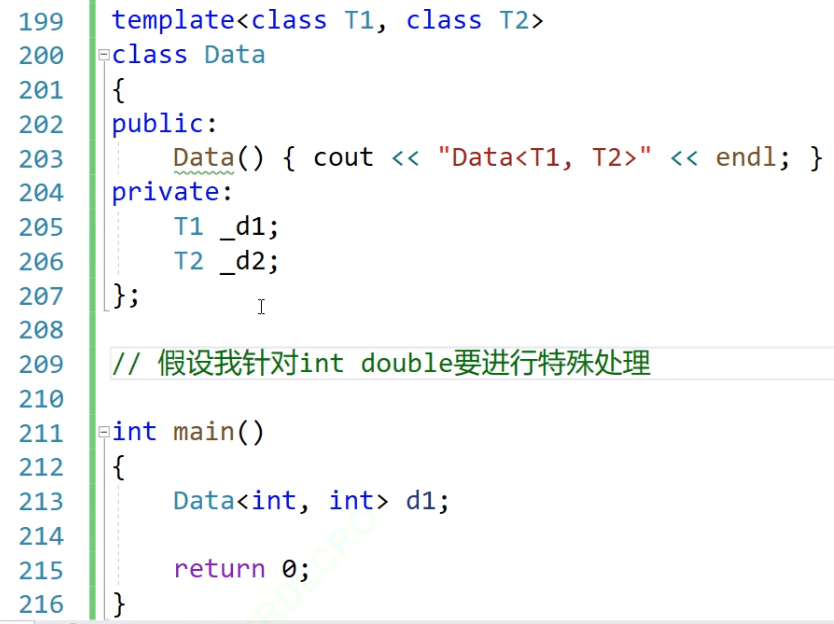 199 template<class T1, class T2>
200 class Data
201 {
202 public:
203 Data() { cout << "Data<T1, T2>" << endl; }
204 private:
205 T1 _d1;
206 T2 _d2;
207 };
208
209 // 假设我针对int double要进行特殊处理
210
211 int main()
212 {
213 Data<int, int> d1;
214
215 return 0;
216 }